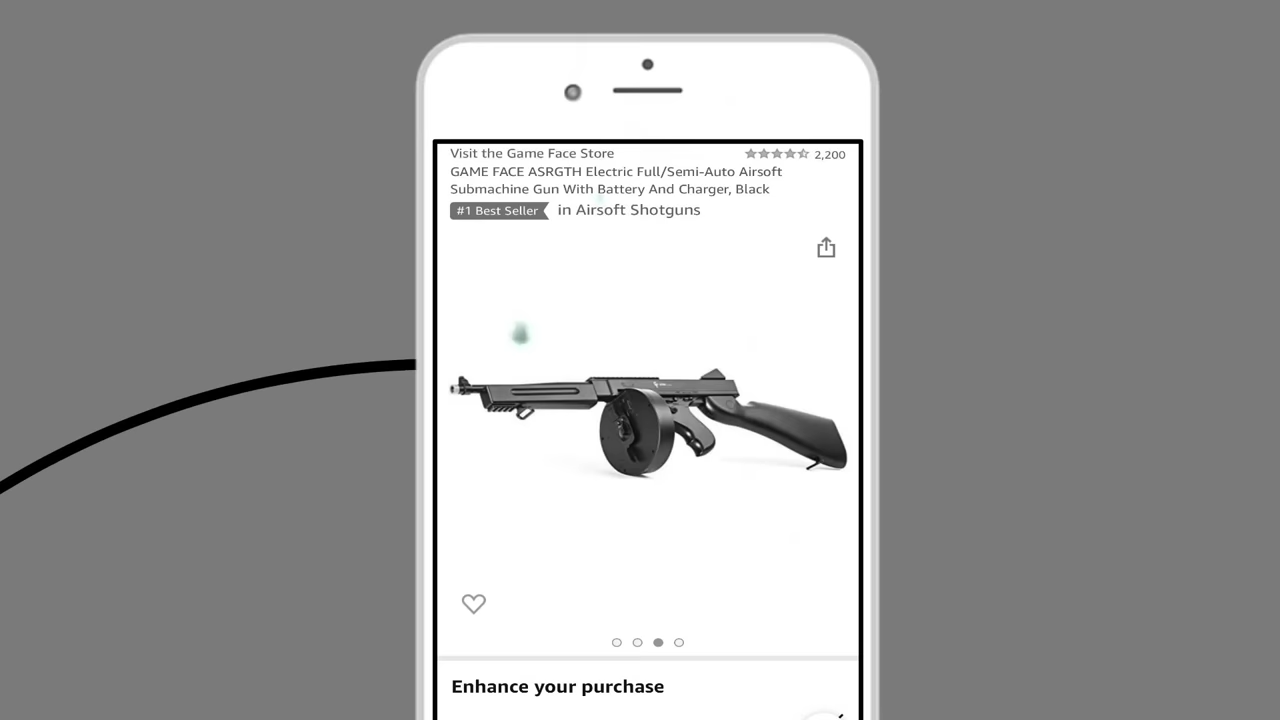 Visit the Game Face Store
2,200
GAME FACE ASRGTH Electric Full/Semi-Auto Airsoft
Submachine Gun With Battery And Charger, Black
#1 Best Seller in Airsoft Shotguns
Enhance your purchase